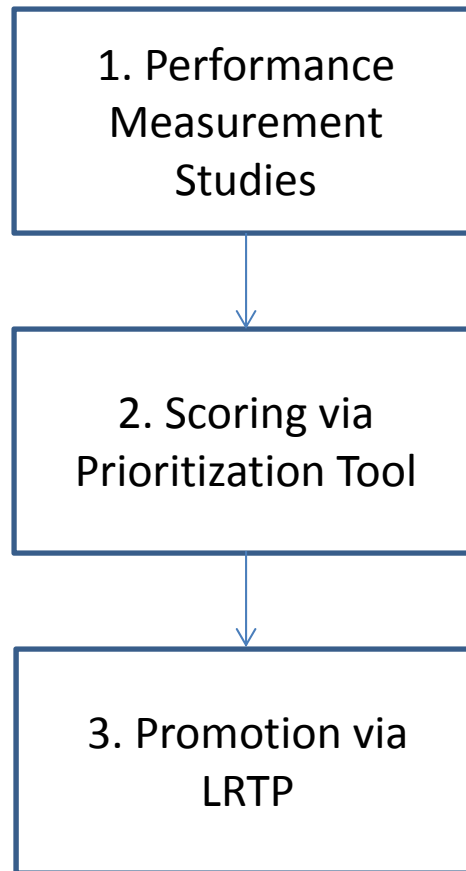 1. Performance
Measurement
Studies
2. Scoring via
Prioritization Tool
3. Promotion via
LRTP